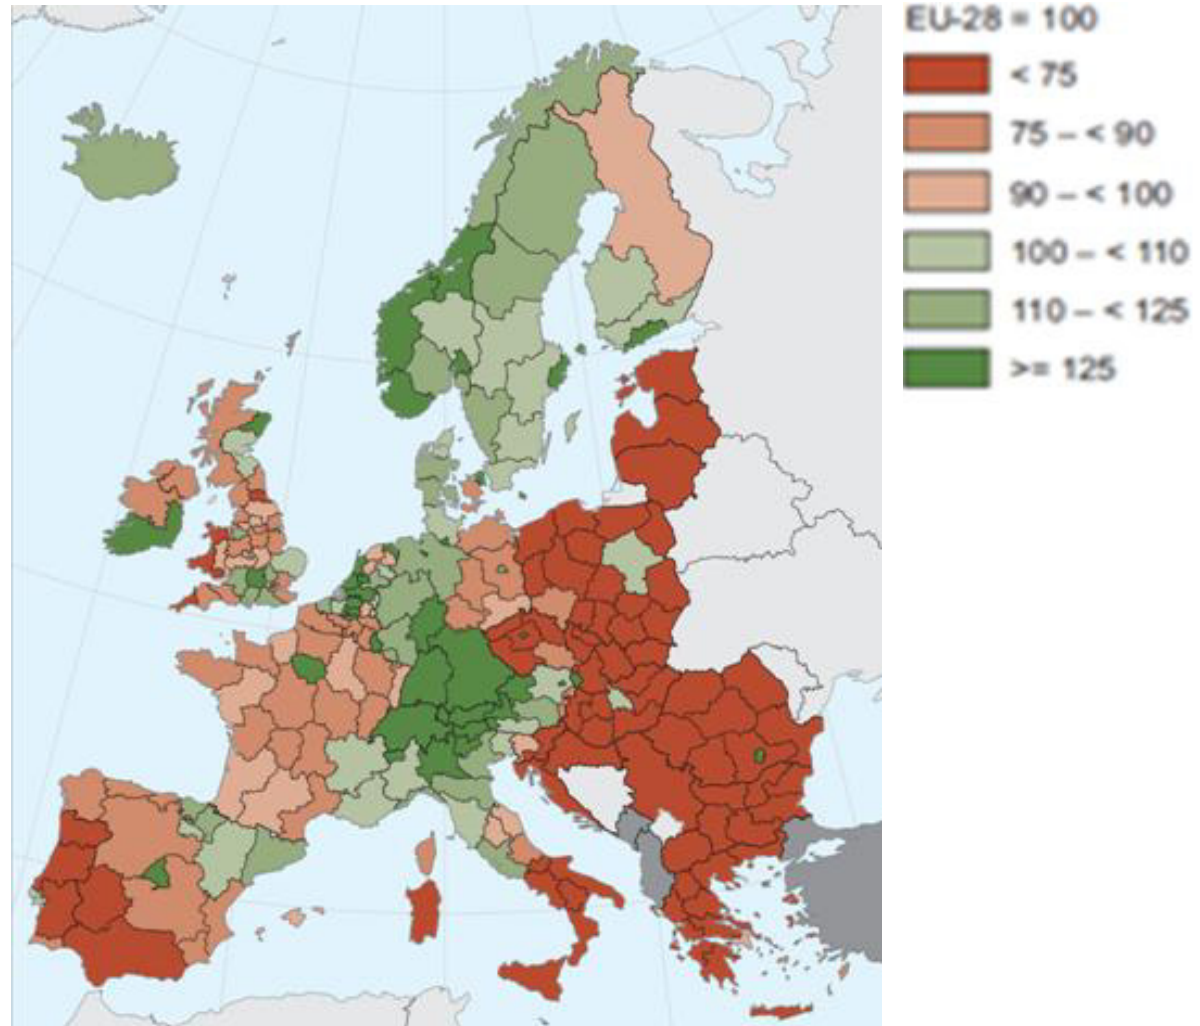 EU-28 = 100
< 75
75 – < 90
90 – < 100
100 – < 110
110 – < 125
>= 125